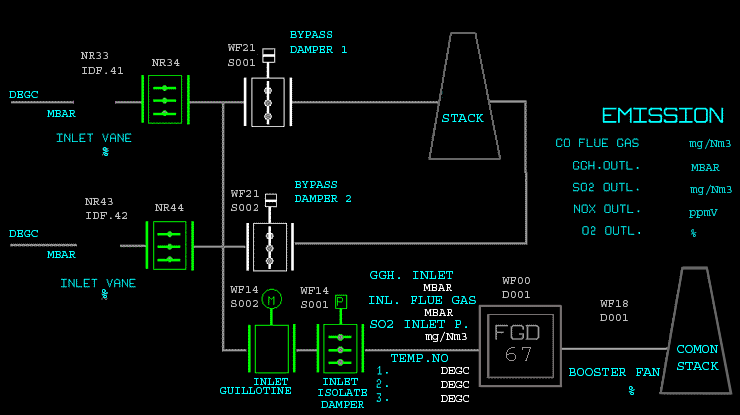 NR33
IDF.41
NR34
DEGC
MBAR
INLET VANE
%
WF21
S001
BYPASS
DAMPER 1
STACK
EMISSION
CO FLUE GAS mg/Nm3
GGH.OUTL. MBAR
SO2 OUTL. mg/Nm3
NOX OUTL. ppmV
O2 OUTL. %
NR43
IDF.42
NR44
DEGC
MBAR
INLET VANE
%
WF21
S002
BYPASS
DAMPER 2
WF14
S002
M
INLET
GUILLOTINE
WF14
S001
P
INLET
ISOLATE
DAMPER
GGH. INLET
MBAR
INL. FLUE GAS
MBAR
SO2 INLET P.
mg/Nm3
TEMP.NO
1. DEGC
2. DEGC
3. DEGC
WF00
D001
FGD
67
WF18
D001
BOOSTER FAN
%
COMON
STACK